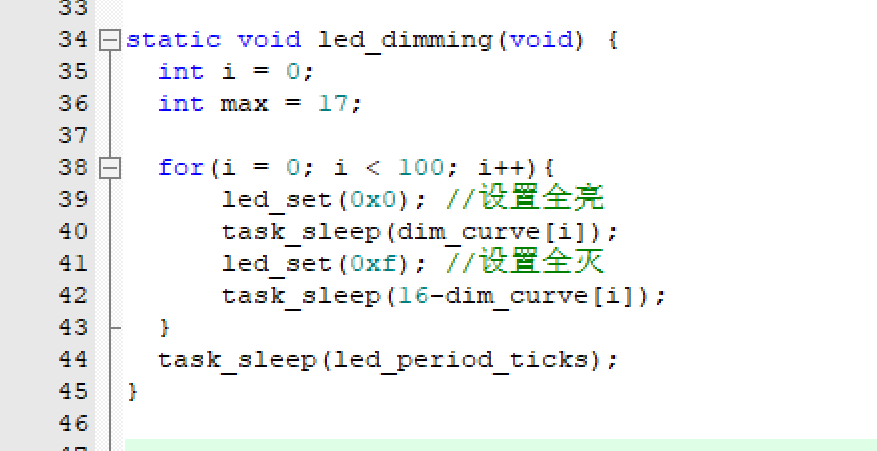 33
34 static void led_dimming(void) {
35 int i = 0;
36 int max = 17;
37
38 for(i = 0; i < 100; i++){
39 led_set(0x0); //设置全亮
40 task_sleep(dim_curve[i]);
41 led_set(0xf); //设置全灭
42 task_sleep(16-dim_curve[i]);
43 }
44 task_sleep(led_period_ticks);
45 }
46